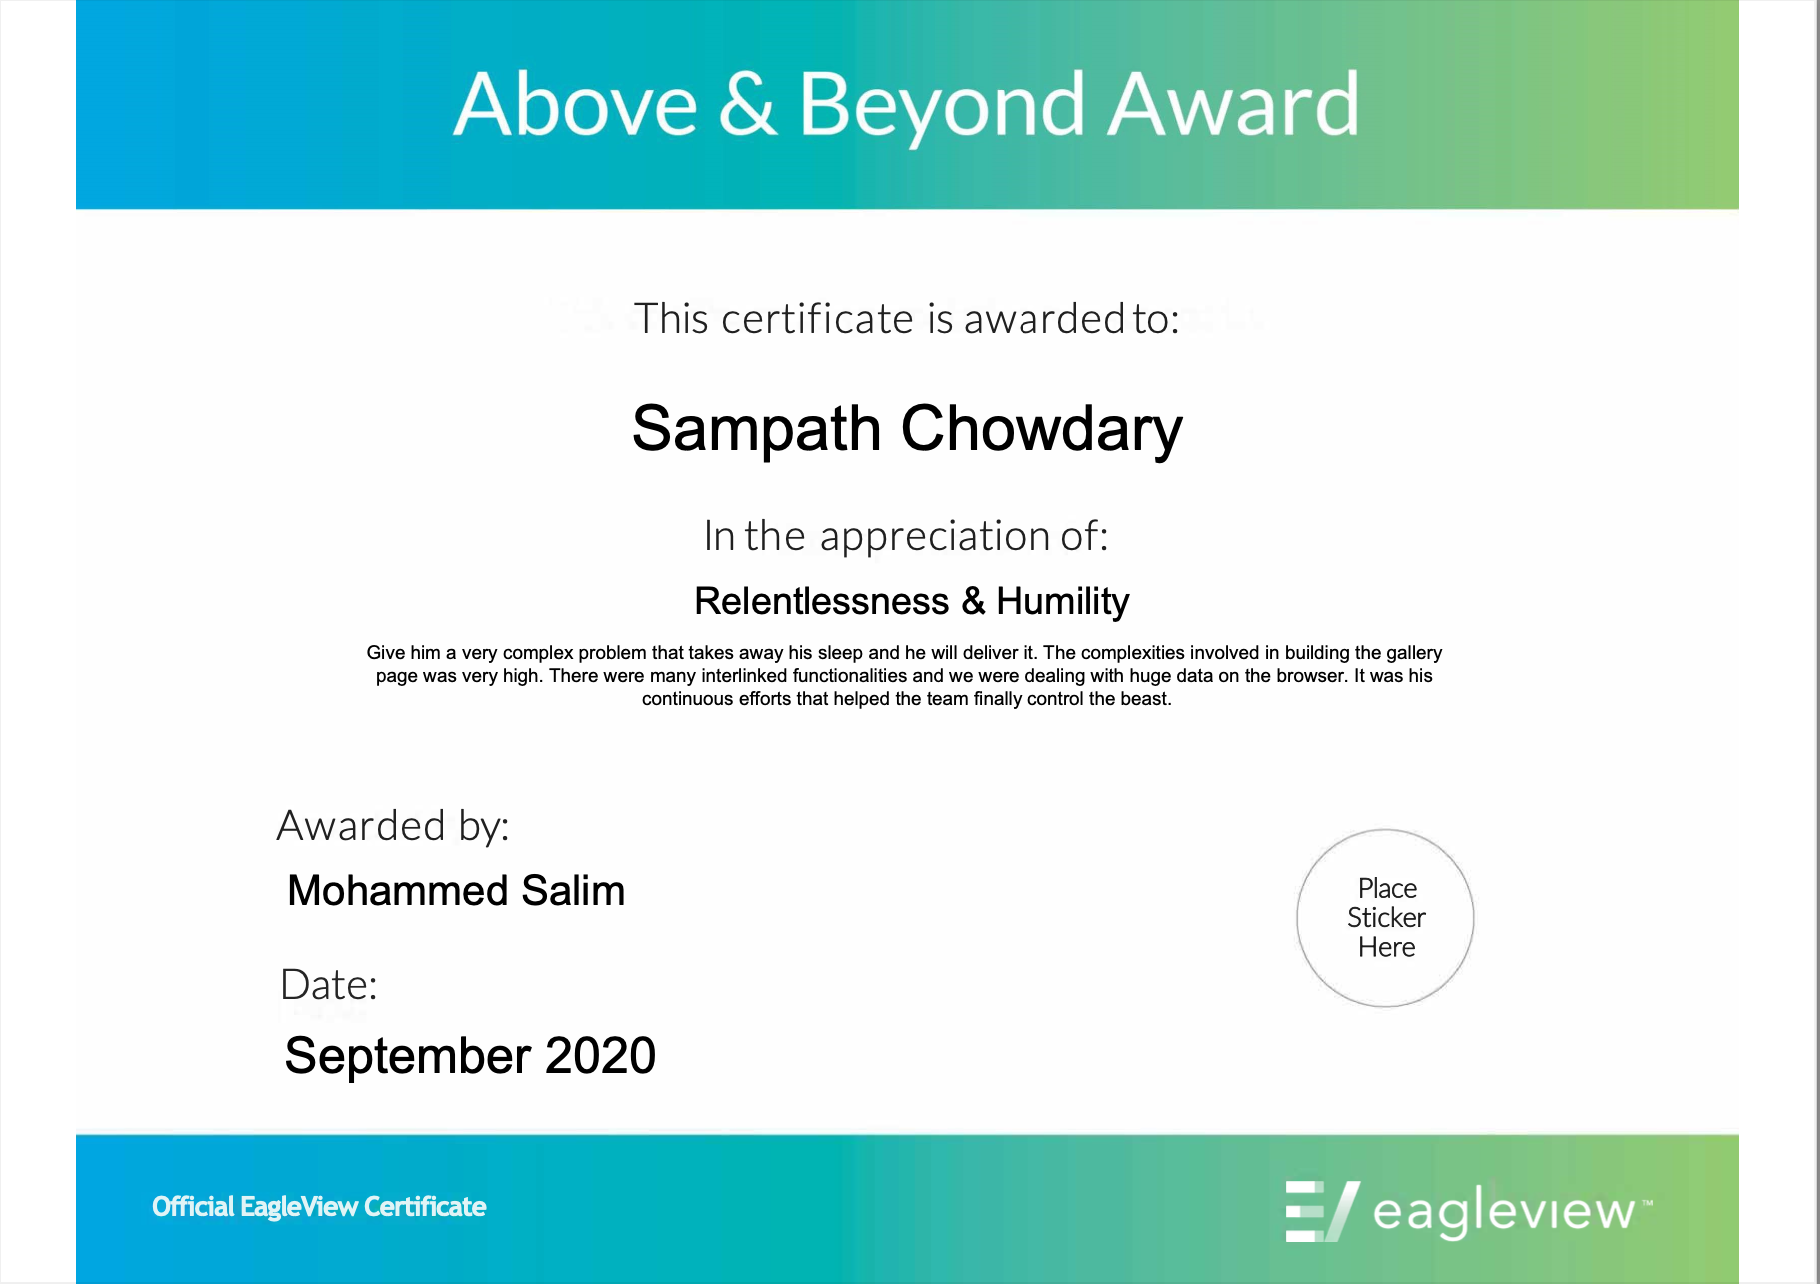 Above & Beyond Award
This certificate is awarded to:
Sampath Chowdary
In the appreciation of:
Relentlessness & Humility
Give him a very complex problem that takes away his sleep and he will deliver it. The complexities involved in building the gallery
page was very high. There were many interlinked functionalities and we were dealing with huge data on the browser. It was his
continuous efforts that helped the team finally control the beast.
Awarded by:
Mohammed Salim
Place
Sticker
Here
Date:
September 2020
Official EagleView Certificate
eagleview™